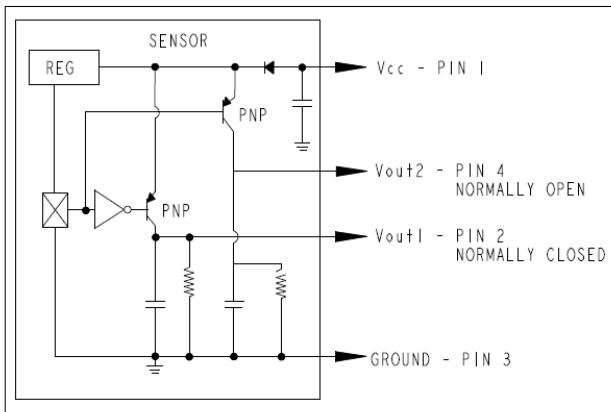 SENSOR
REG
Vcc - PIN 1
PNP
Vout2 - PIN 4
NORMALLY OPEN
PNP
Vout1 - PIN 2
NORMALLY CLOSED
GROUND - PIN 3